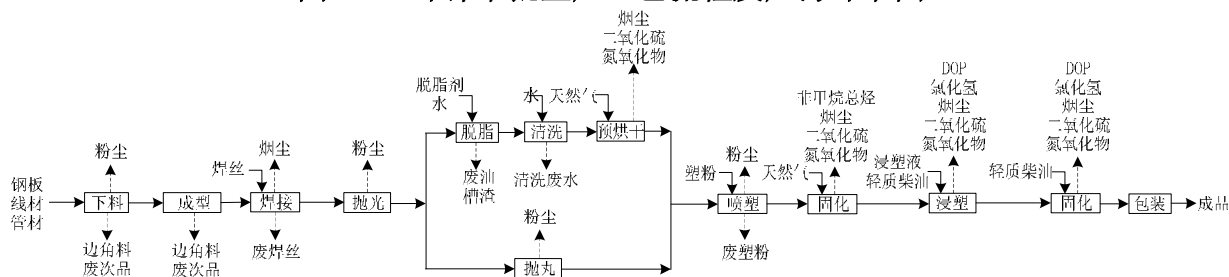 烟尘
二氧化硫
氮氧化物
脱脂剂
水
水
天然气
脱脂
清洗
预烘干
废油
槽渣
清洗废水
钢板
线材
管材
粉尘
下料
边角料
废次品
成型
边角料
废次品
焊丝
烟尘
焊接
废焊丝
粉尘
抛光
粉尘
抛丸
塑粉
粉尘
喷塑
废塑粉
天然气
非甲烷总烃
烟尘
二氧化硫
氮氧化物
固化
浸塑液
轻质柴油
DOP
氯化氢
烟尘
二氧化硫
氮氧化物
浸塑
轻质柴油
DOP
氯化氢
烟尘
二氧化硫
氮氧化物
固化
包装
成品